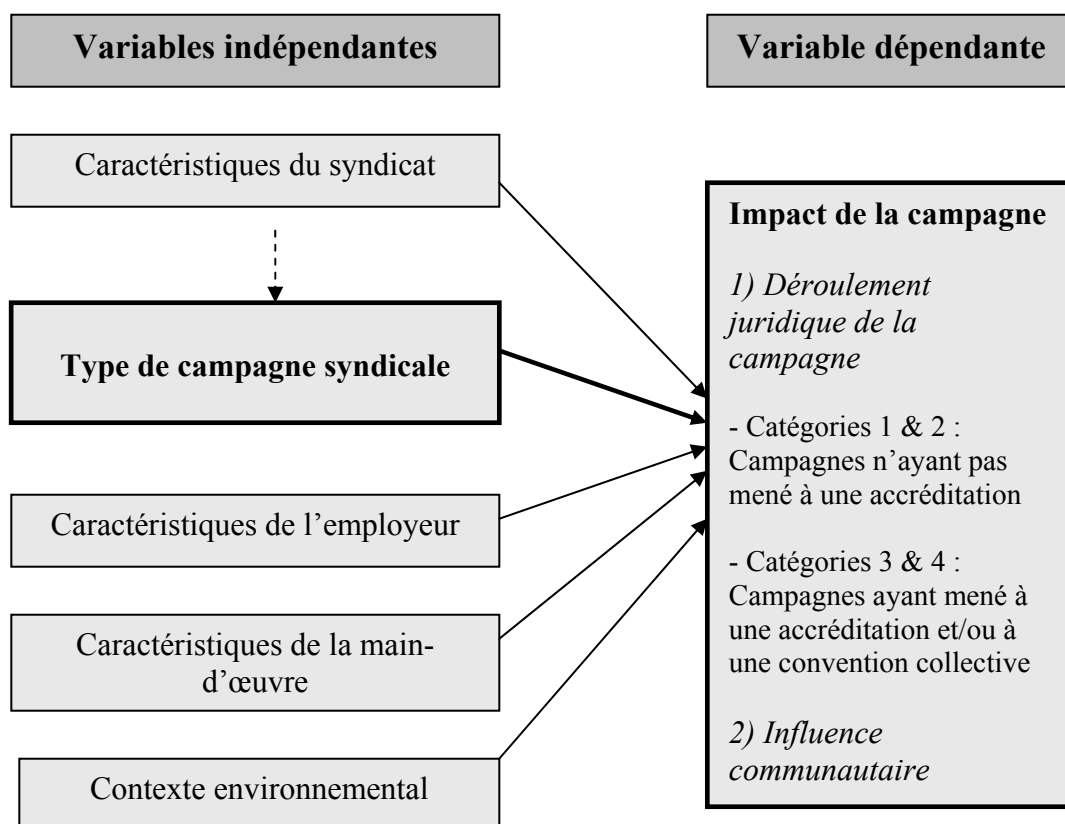 Variables indépendantes
Variable dépendante
Caractéristiques du syndicat
Type de campagne syndicale
Caractéristiques de l’employeur
Caractéristiques de la main-
d’œuvre
Contexte environnemental
Impact de la campagne
1) Déroulement
juridique de la
campagne
- Catégories 1 & 2 :
Campagnes n’ayant pas
mené à une accréditation
- Catégories 3 & 4 :
Campagnes ayant mené à
une accréditation et/ou à
une convention collective
2) Influence
communautaire